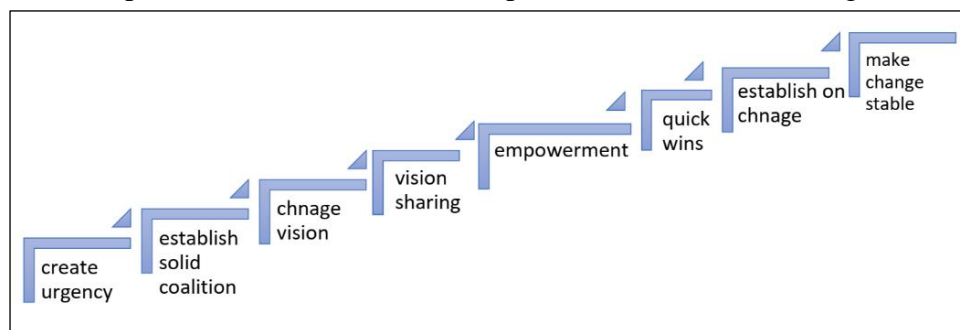 create
urgency
establish
solid
coalition
chnage
vision
vision
sharing
empowerment
quick
wins
establish on
chnage
make
change
stable